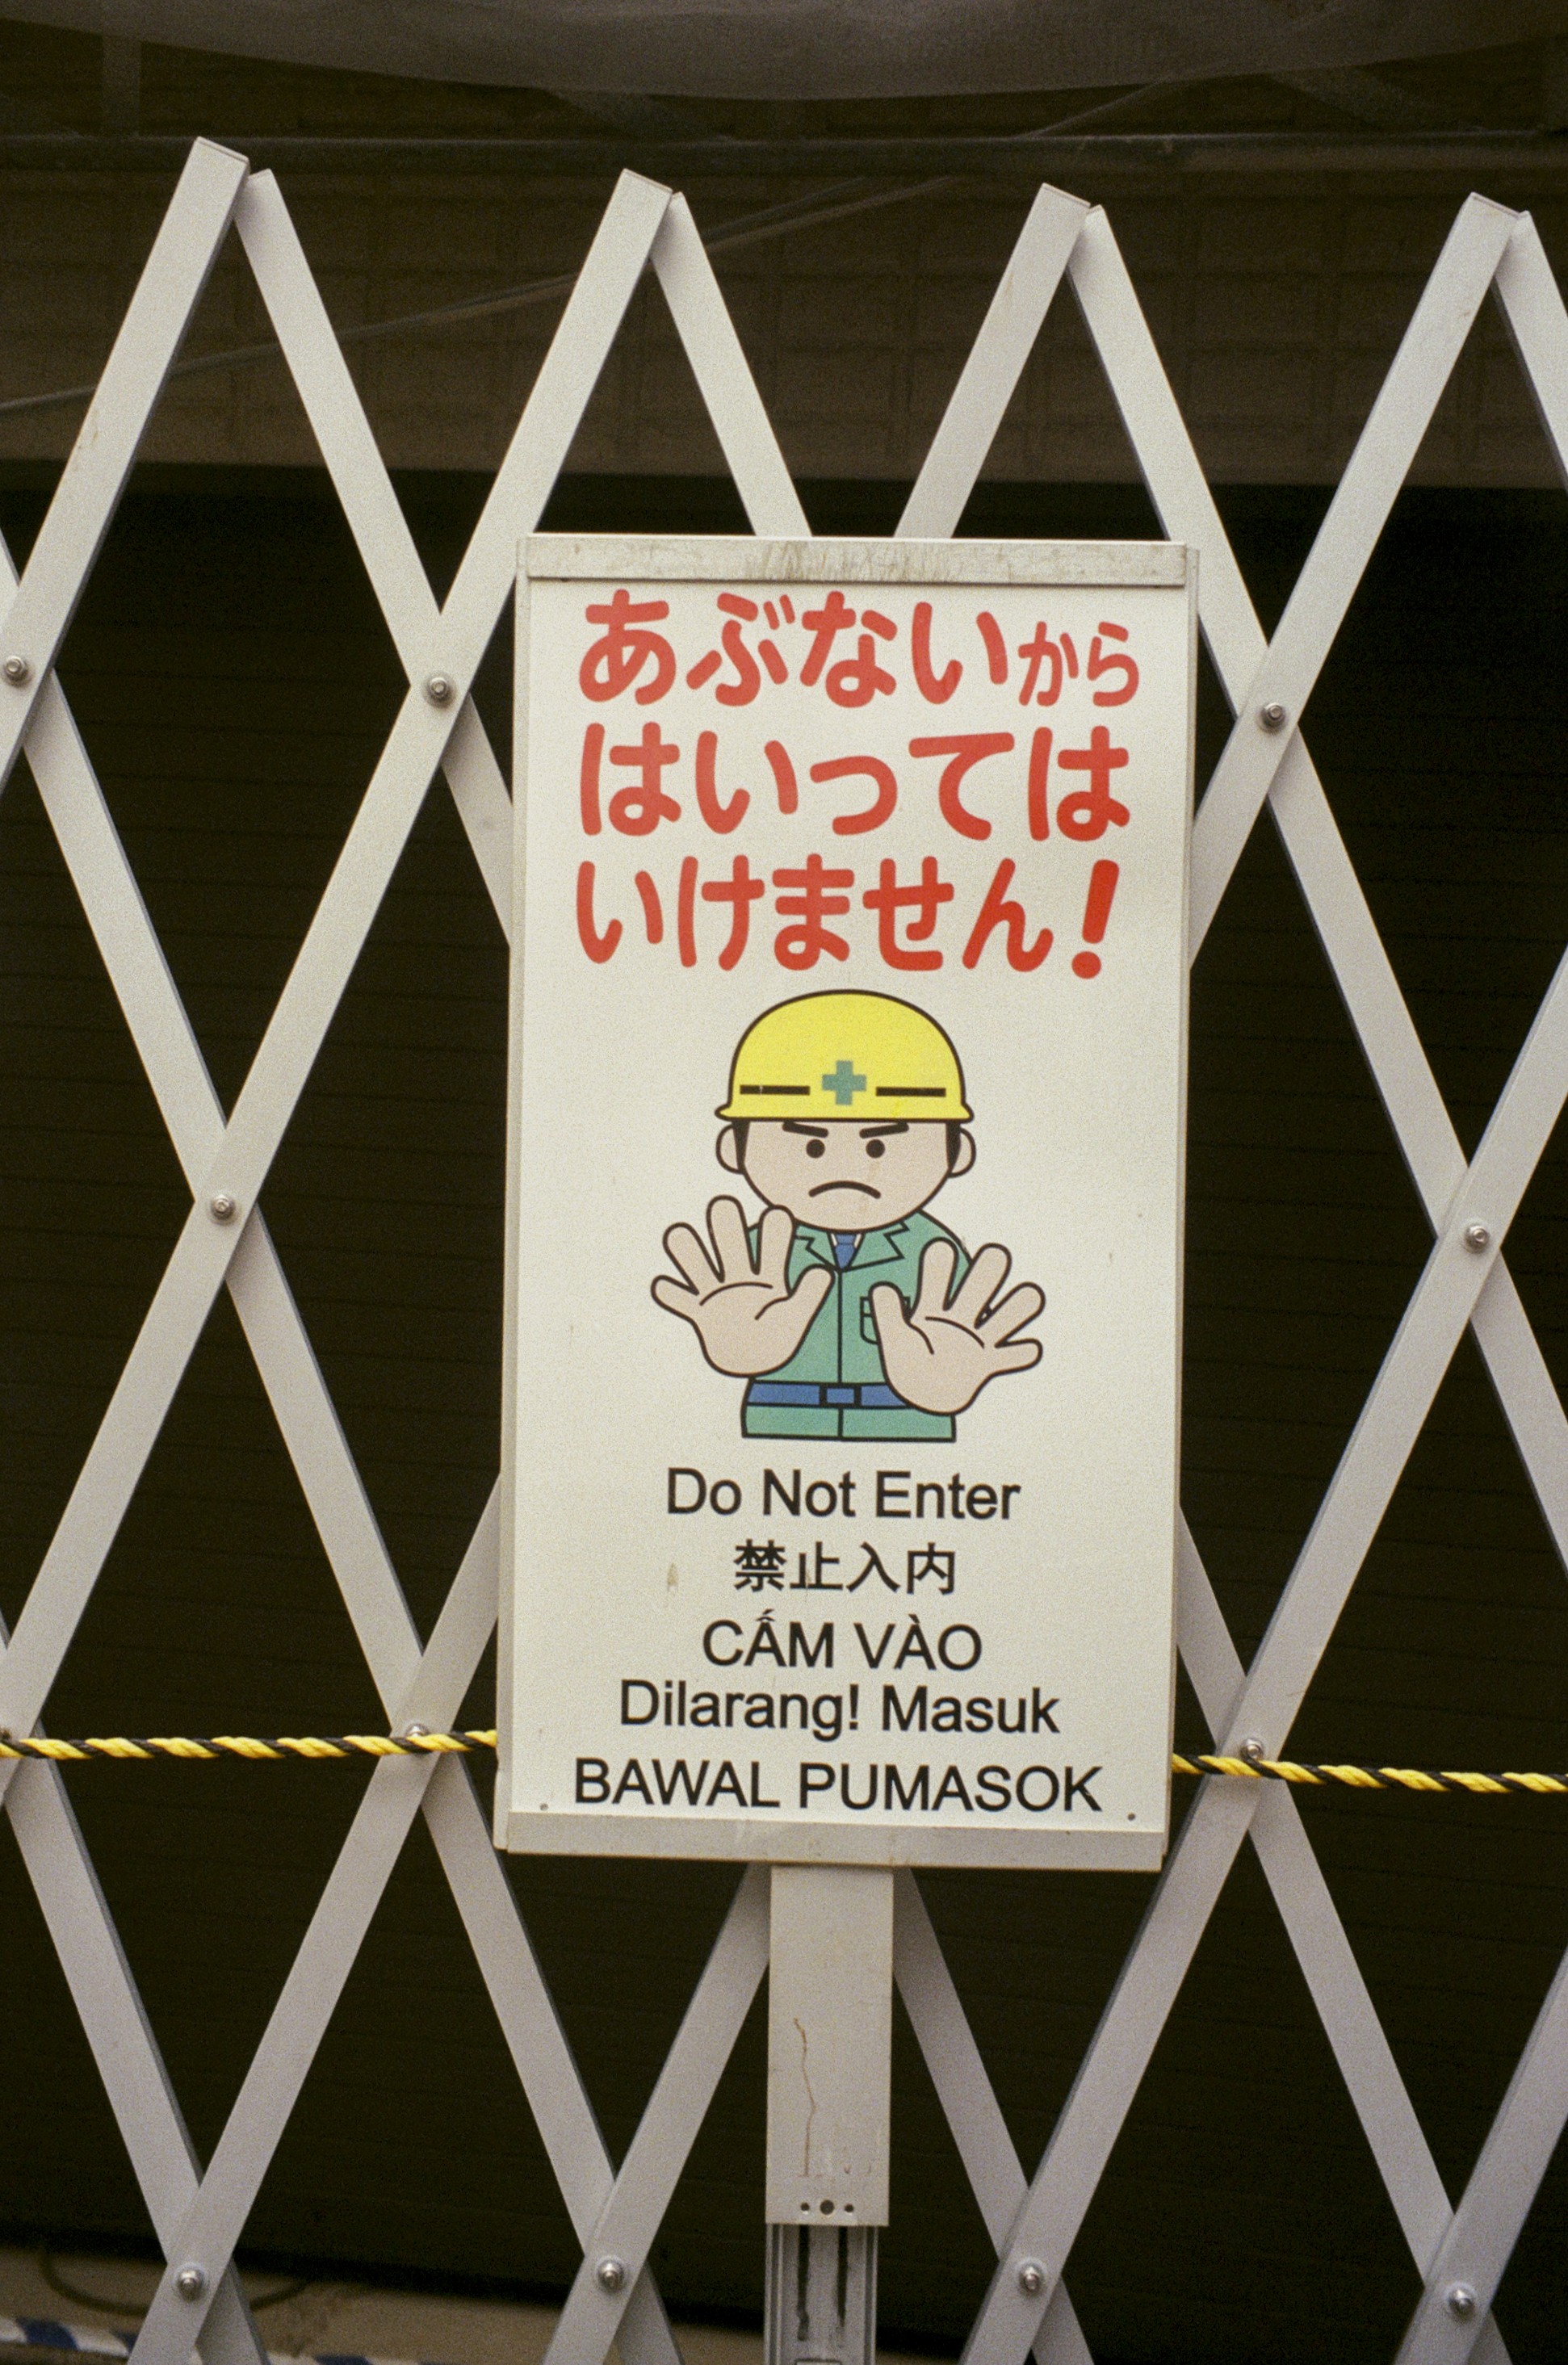 あぶないから
はいっては
いけません!
Do Not Enter
禁止入内
CẤM VÀO
Dilarang! Masuk
BAWAL PUMASOK